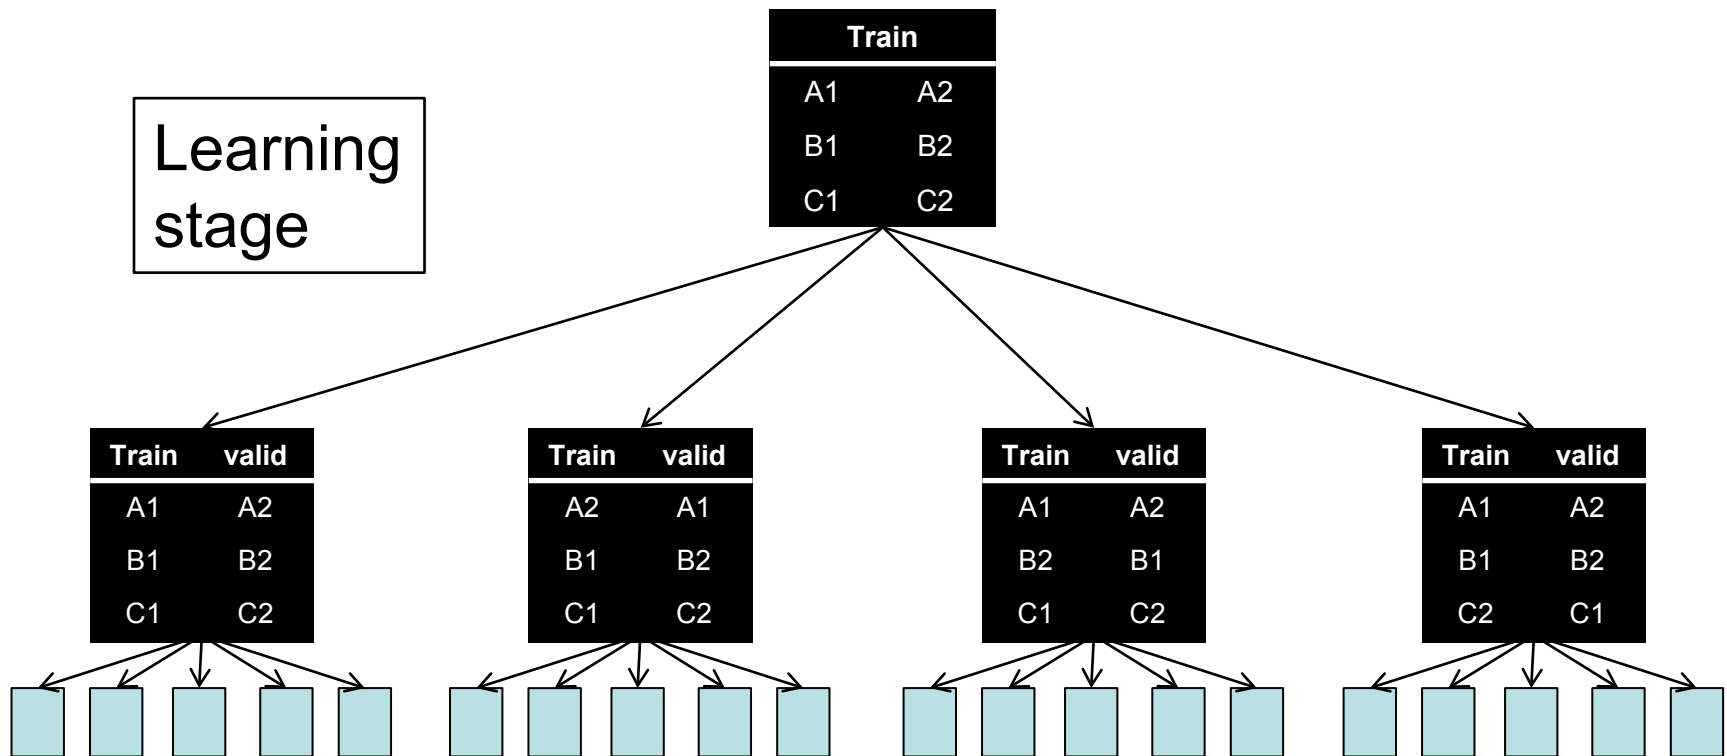 Train
Learning
stage
A1 A2
B1 B2
C1 C2
Train valid
A1 A2
B1 B2
C1 C2
Train valid
A2 A1
B1 B2
C1 C2
Train valid
A1 A2
B2 B1
C1 C2
Train valid
A1 A2
B1 B2
C2 C1